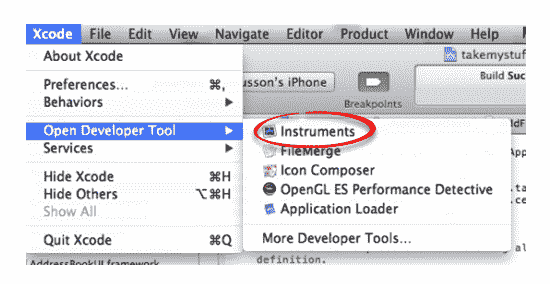 Xcode File Edit View Navigate Editor Product Window Help
About Xcode
takemystuf
Preferences... ⌘,
usson's iPhone
Build Suc
Behaviors
Breakpoints
Open Developer Tool
Instruments
Services
FileMerge
Hide Xcode ⌘H
Icon Composer
Hide Others ⌥⌘H
OpenGL ES Performance Detective
Show All
Application Loader
Quit Xcode ⌘Q
More Developer Tools...
AddressBookUI.framework
definition.